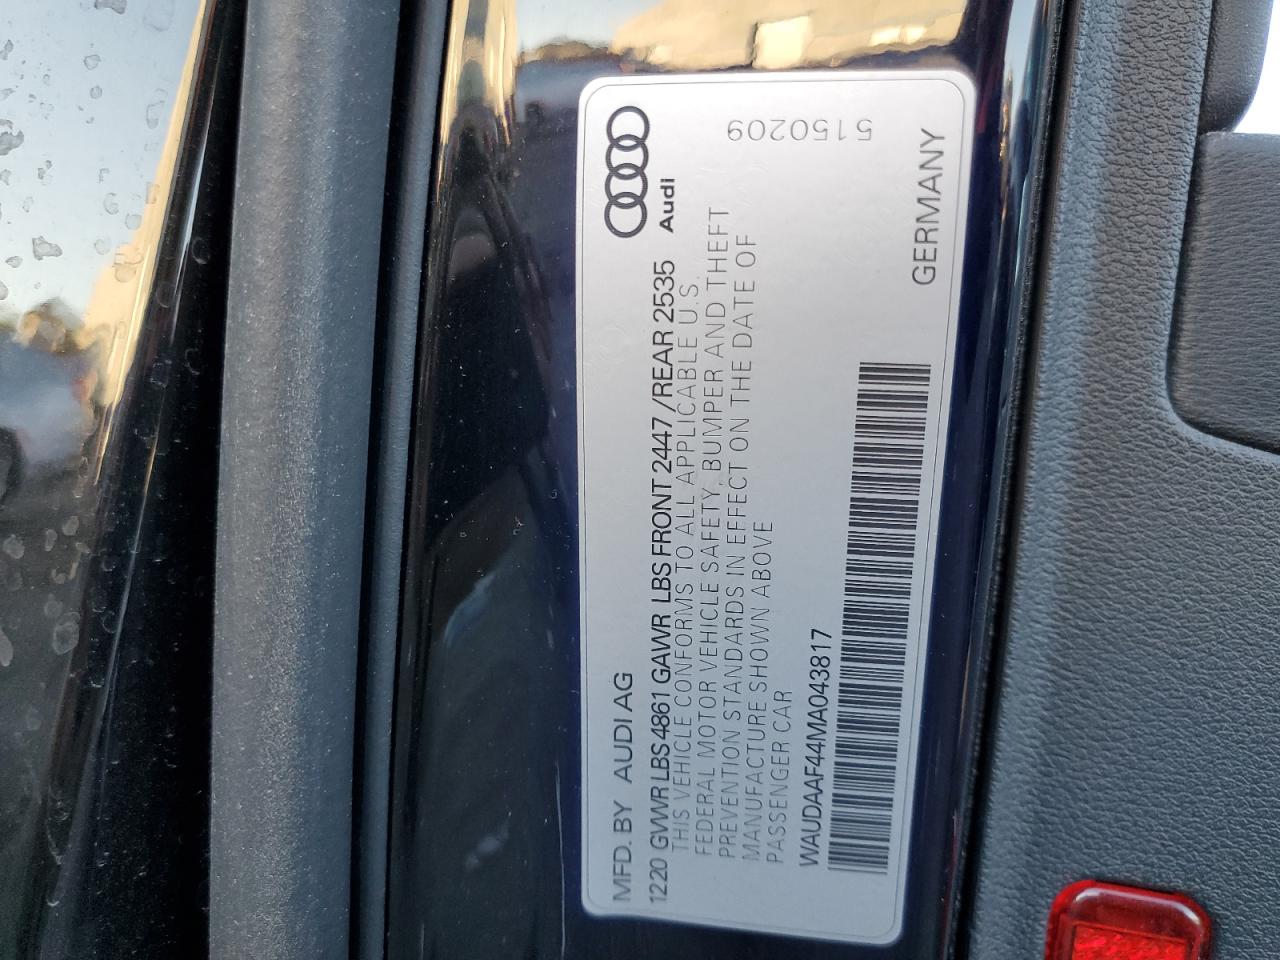 MFD. BY AUDI AG
1220 GVWR LBS 4861 GAWR LBS FRONT 2447 /REAR 2535
THIS VEHICLE CONFORMS TO ALL APPLICABLE U.S.
FEDERAL MOTOR VEHICLE SAFETY, BUMPER AND THEFT
PREVENTION STANDARDS IN EFFECT ON THE DATE OF
MANUFACTURE SHOWN ABOVE
PASSENGER CAR
WAUDAAF44MA043817
Audi
5150209
GERMANY